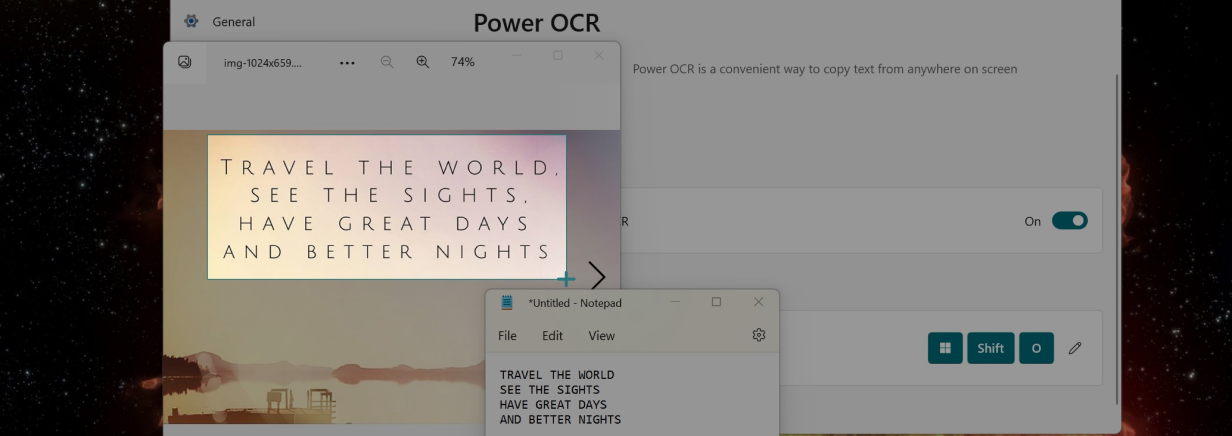 General
Power OCR
img-1024x659....
74%
Power OCR is a convenient way to copy text from anywhere on screen
TRAVEL THE WORLD,
SEE THE SIGHTS,
HAVE GREAT DAYS
AND BETTER NIGHTS
R
On
*Untitled - Notepad
File Edit View
Shift O
TRAVEL THE WORLD
SEE THE SIGHTS
HAVE GREAT DAYS
AND BETTER NIGHTS